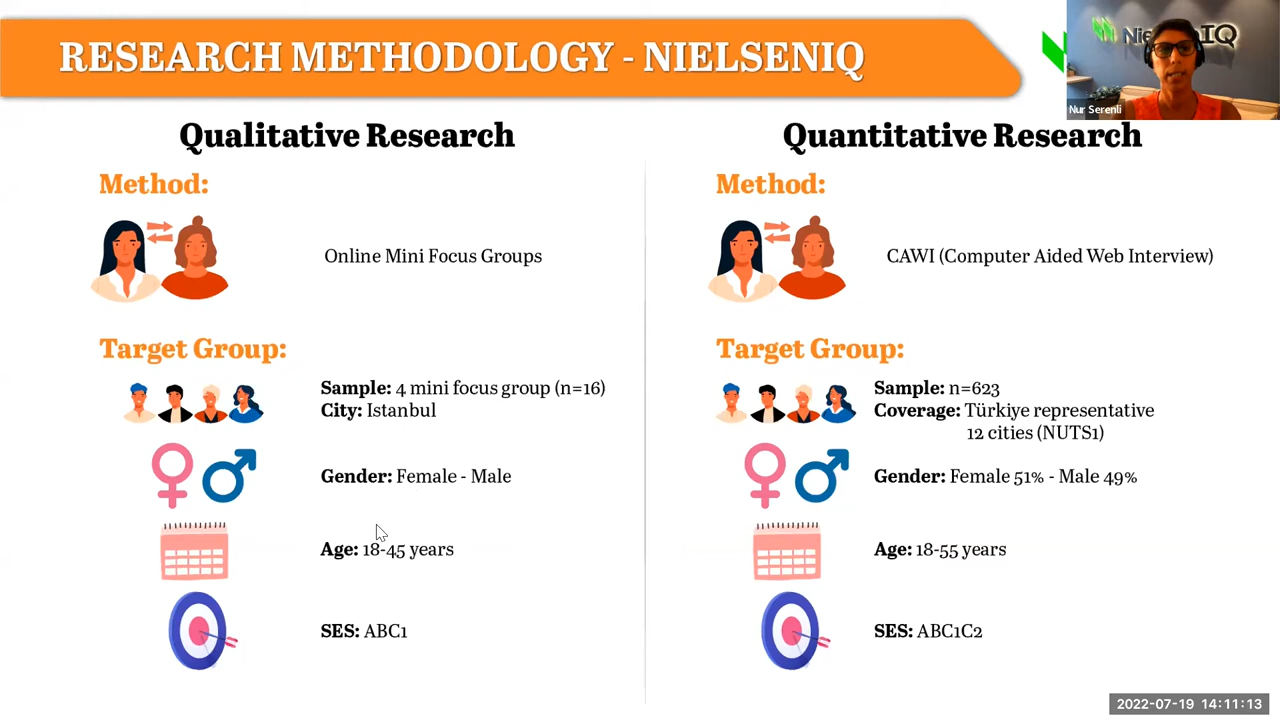 RESEARCH METHODOLOGY - NIELSENIQ
NielsenIQ
Nur Serenli
Qualitative Research
Method:
Online Mini Focus Groups
Target Group:
Sample: 4 mini focus group (n=16)
City: Istanbul
Gender: Female - Male
Age: 18-45 years
SES: ABC1
Quantitative Research
Method:
CAWI (Computer Aided Web Interview)
Target Group:
Sample: n=623
Coverage: Türkiye representative
12 cities (NUTS1)
Gender: Female 51% - Male 49%
Age: 18-55 years
SES: ABC1C2
2022-07-19 14:11:13